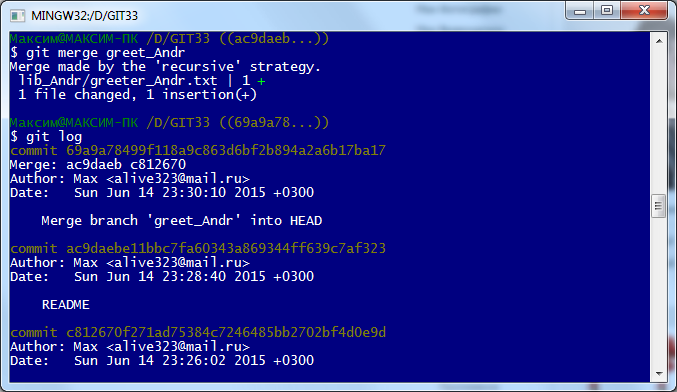 MINGW32:/D/GIT33
Максим@МАКСИМ-ПК /D/GIT33 ((ac9daeb...))
$ git merge greet_Andr
Merge made by the 'recursive' strategy.
 lib_Andr/greeter_Andr.txt | 1 +
 1 file changed, 1 insertion(+)
Максим@МАКСИМ-ПК /D/GIT33 ((69a9a78...))
$ git log
commit 69a9a78499f118a9c863d6bf2b894a2a6b17ba17
Merge: ac9daeb c812670
Author: Max <alive323@mail.ru>
Date:   Sun Jun 14 23:30:10 2015 +0300
    Merge branch 'greet_Andr' into HEAD
commit ac9daebe11bbc7fa60343a869344ff639c7af323
Author: Max <alive323@mail.ru>
Date:   Sun Jun 14 23:28:40 2015 +0300
    README
commit c812670f271ad75384c7246485bb2702bf4d0e9d
Author: Max <alive323@mail.ru>
Date:   Sun Jun 14 23:26:02 2015 +0300